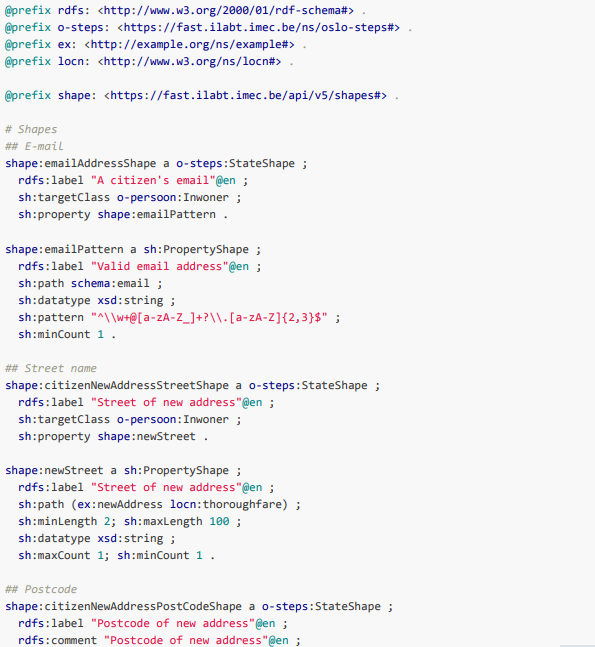 @prefix rdfs: <http://www.w3.org/2000/01/rdf-schema#> .
@prefix o-steps: <https://fast.ilabt.imec.be/ns/oslo-steps#> .
@prefix ex: <http://example.org/ns/example#> .
@prefix locn: <http://www.w3.org/ns/locn#> .
@prefix shape: <https://fast.ilabt.imec.be/api/v5/shapes#> .
# Shapes
## E-mail
shape:emailAddressShape a o-steps:StateShape ;
rdfs:label "A citizen's email"@en ;
sh:targetClass o-persoon:Inwoner ;
sh:property shape:emailPattern .
shape:emailPattern a sh:PropertyShape ;
rdfs:label "Valid email address"@en ;
sh:path schema:email ;
sh:datatype xsd:string ;
sh:pattern "^\\w+@[a-zA-Z_]+?\\.[a-zA-Z]{2,3}$" ;
sh:minCount 1 .
## Street name
shape:citizenNewAddressStreetShape a o-steps:StateShape ;
rdfs:label "Street of new address"@en ;
sh:targetClass o-persoon:Inwoner ;
sh:property shape:newStreet .
shape:newStreet a sh:PropertyShape ;
rdfs:label "Street of new address"@en ;
sh:path (ex:newAddress locn:thoroughfare) ;
sh:minLength 2; sh:maxLength 100 ;
sh:datatype xsd:string ;
sh:maxCount 1; sh:minCount 1 .
## Postcode
shape:citizenNewAddressPostCodeShape a o-steps:StateShape ;
rdfs:label "Postcode of new address"@en ;
rdfs:comment "Postcode of new address"@en ;